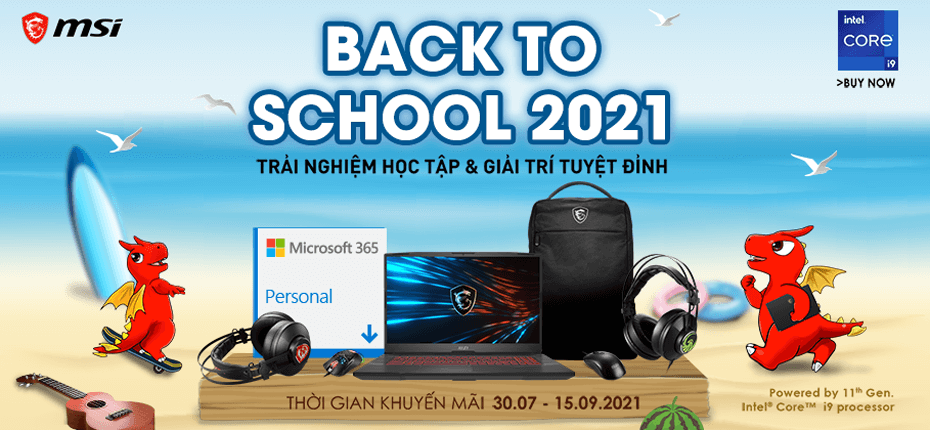 msi
BACK TO
SCHOOL 2021
TRẢI NGHIỆM HỌC TẬP & GIẢI TRÍ TUYỆT ĐỈNH
intel.
CORE
i9
>BUY NOW
Microsoft 365
Personal
msi
THỜI GIAN KHUYẾN MÃI 30.07 - 15.09.2021
Powered by 11th Gen.
Intel® Core™ i9 processor